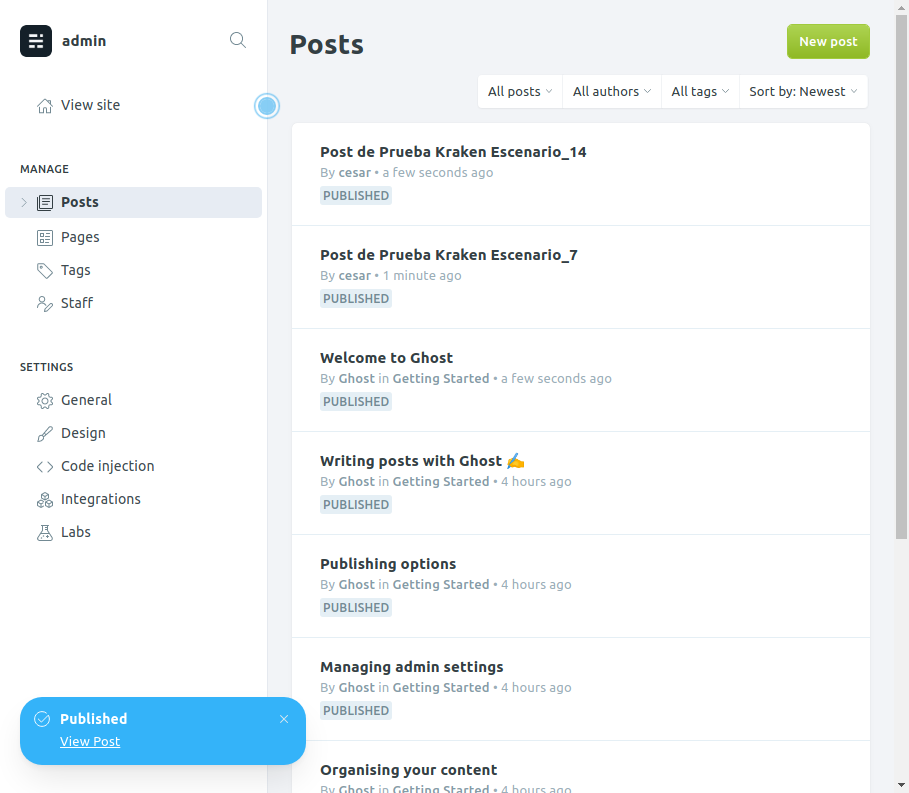 admin
View site
MANAGE
Posts
Pages
Tags
Staff
SETTINGS
General
Design
Code injection
Integrations
Labs
Published
View Post
Posts
New post
All posts
All authors
All tags
Sort by: Newest
Post de Prueba Kraken Escenario_14
By cesar • a few seconds ago
PUBLISHED
Post de Prueba Kraken Escenario_7
By cesar • 1 minute ago
PUBLISHED
Welcome to Ghost
By Ghost in Getting Started • a few seconds ago
PUBLISHED
Writing posts with Ghost ✍️
By Ghost in Getting Started • 4 hours ago
PUBLISHED
Publishing options
By Ghost in Getting Started • 4 hours ago
PUBLISHED
Managing admin settings
By Ghost in Getting Started • 4 hours ago
PUBLISHED
Organising your content
By Ghost in Getting Started • 4 hours ago